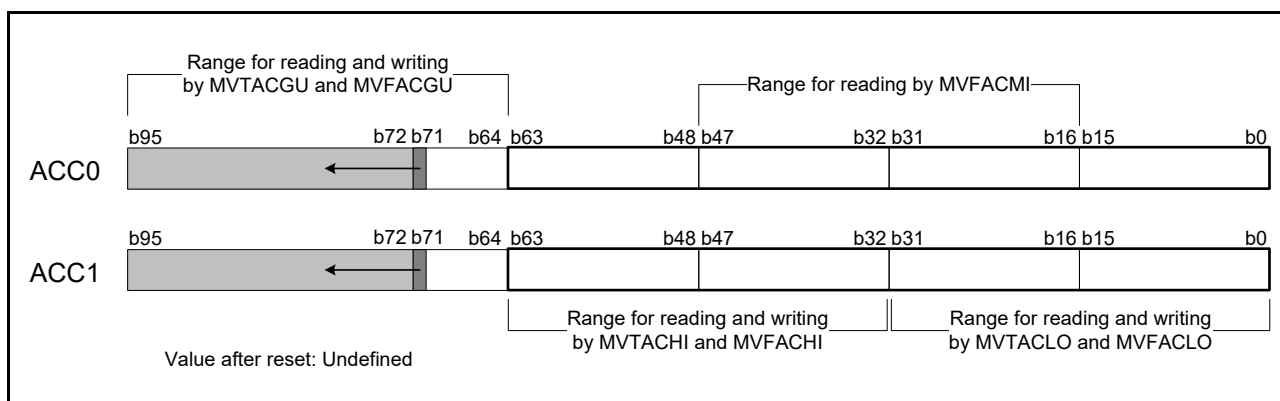 Range for reading and writing
by MVTACGU and MVFACGU
Range for reading by MVFACMI
b95 b72 b71 b64 b63 b48 b47 b32 b31 b16 b15 b0
ACC0
b95 b72 b71 b64 b63 b48 b47 b32 b31 b16 b15 b0
ACC1
Range for reading and writing
by MVTACHI and MVFACHI
Range for reading and writing
by MVTACLO and MVFACLO
Value after reset: Undefined